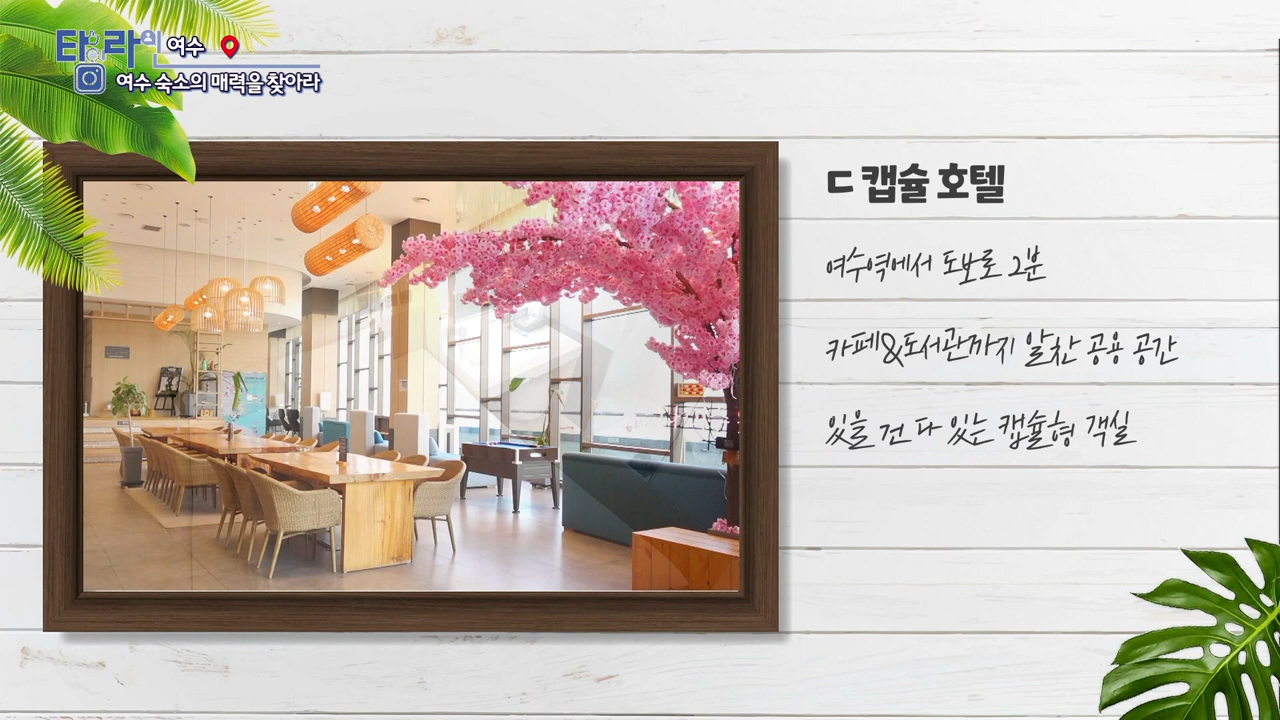 타라의 여수
여수 숙소의 매력을 찾아라
ㄷ 캡슐 호텔
여수역에서 도보로 2분
카페&도서관까지 알찬 공용 공간
있을 건 다 있는 캡슐형 객실